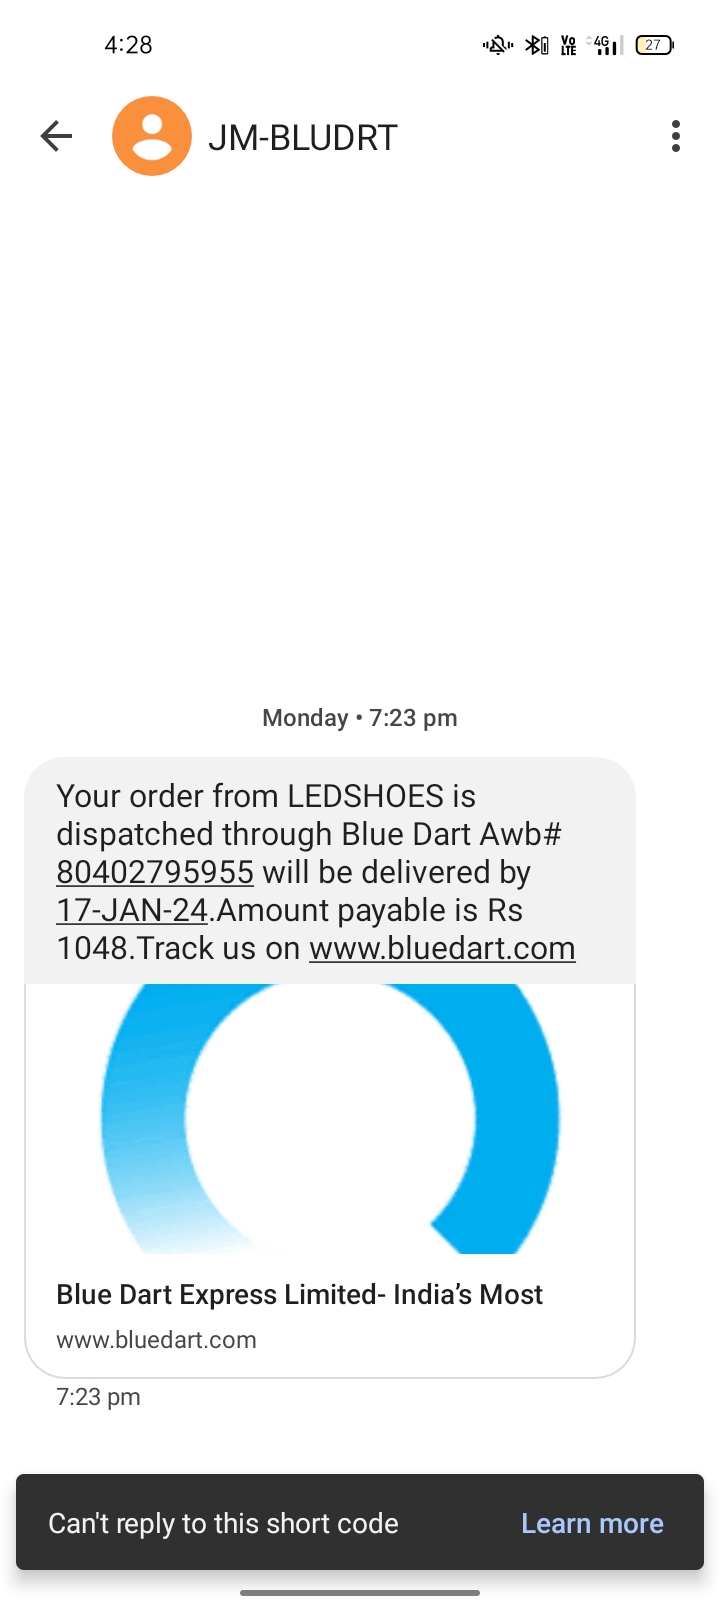 4:28
Vo LTE 4G 27
JM-BLUDRT
Monday • 7:23 pm
Your order from LEDSHOES is
dispatched through Blue Dart Awb#
80402795955 will be delivered by
17-JAN-24.Amount payable is Rs
1048.Track us on www.bluedart.com
Blue Dart Express Limited- India’s Most
www.bluedart.com
7:23 pm
Can't reply to this short code Learn more